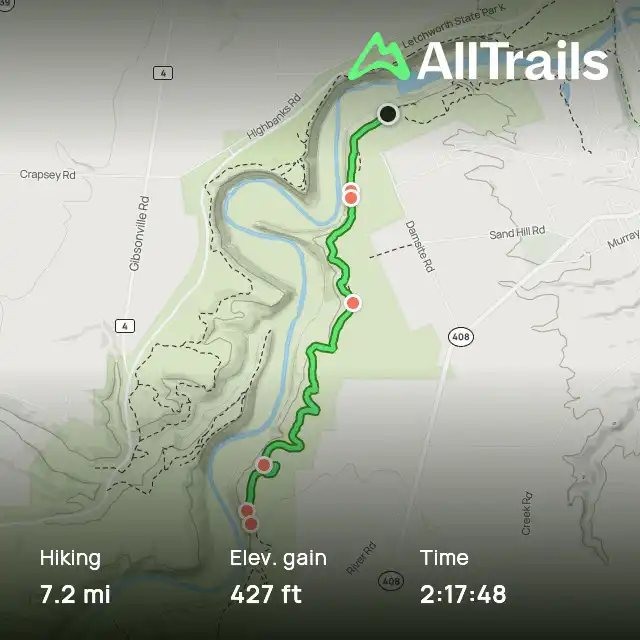 39
Letchworth State Park
AllTrails
4
Highbanks Rd
Crapsey Rd
Gibsonville Rd
Damsite Rd
Sand Hill Rd
Murray
4
408
Creek Rd
River Rd
408
Hiking
Elev. gain
Time
7.2 mi
427 ft
2:17:48